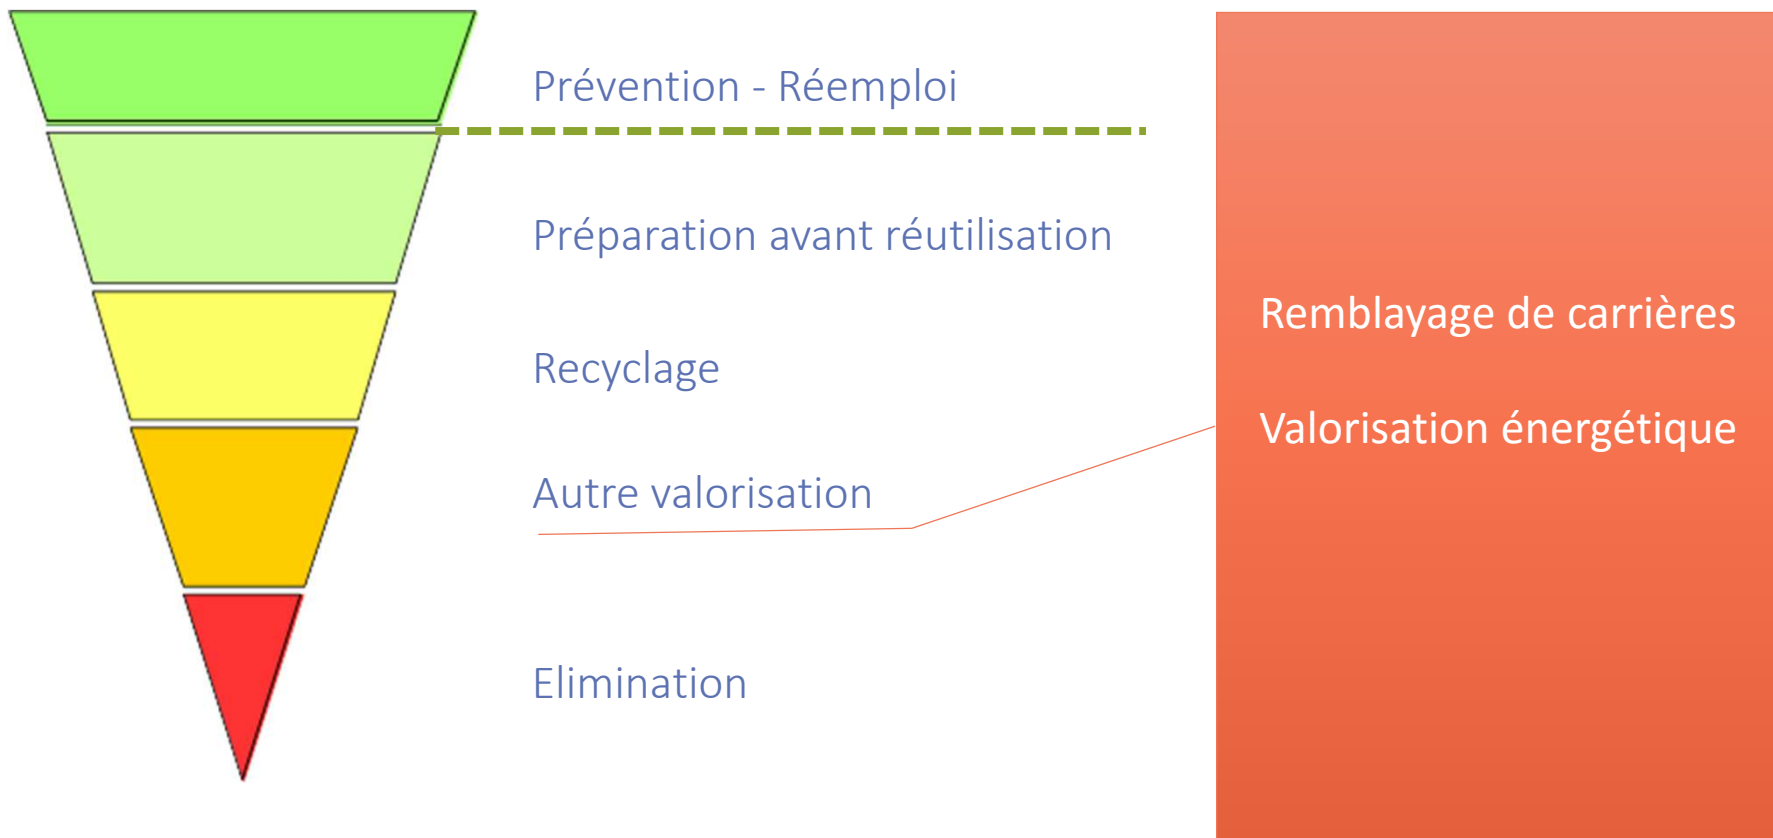 Prévention - Réemploi
Préparation avant réutilisation
Recyclage
Autre valorisation
Elimination
Remblayage de carrières
Valorisation énergétique